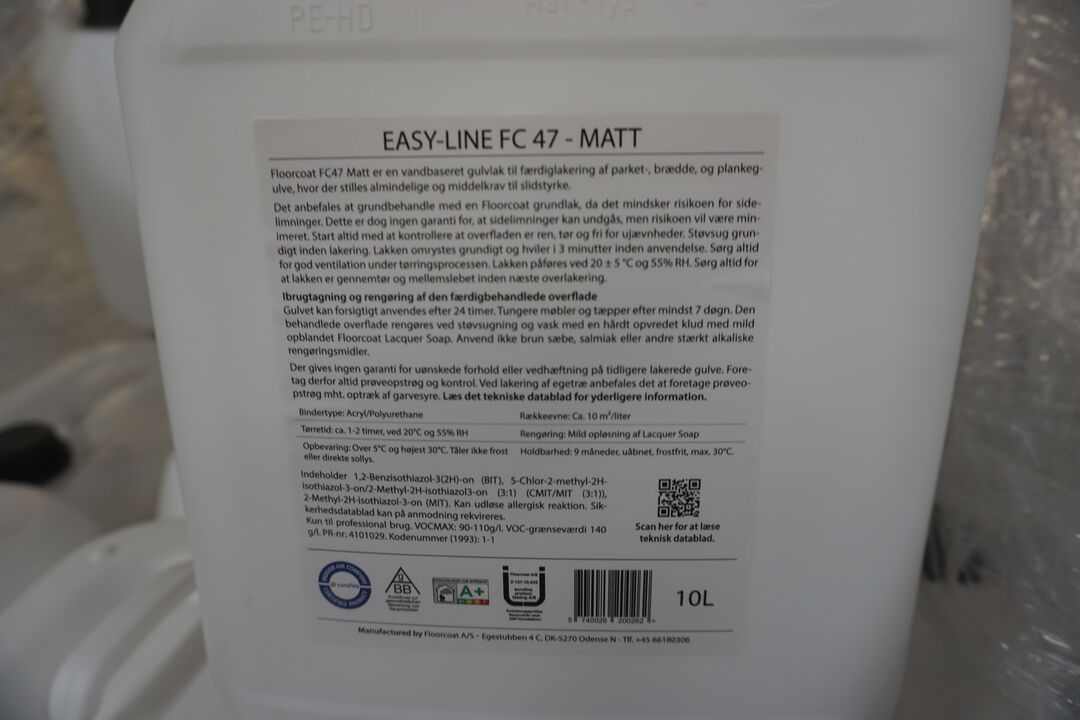 PE-HD
EASY-LINE FC 47 - MATT
Floorcoat FC47 Matt er en vandbaseret gulvlak til færdiglakering af parket-, brædde, og plankeg-
ulve, hvor der stilles almindelige og middelkrav til slidstyrke.
Det anbefales at grundbehandle med en Floorcoat grundlak, da det mindsker risikoen for side-
limninger. Dette er dog ingen garanti for, at sidelimninger kan undgås, men risikoen vil være min-
imeret. Start altid med at kontrollere at overfladen er ren, tør og fri for ujævnheder. Støvsug grun-
digt inden lakering. Lakken omrystes grundigt og hviler i 3 minutter inden anvendelse. Sørg altid
for god ventilation under tørringsprocessen. Lakken påføres ved 20 ± 5 °C og 55% RH. Sørg altid for
at lakken er gennemtør og mellemslebet inden næste overlakering.
Ibrugtagning og rengøring af den færdigbehandlede overflade
Gulvet kan forsigtigt anvendes efter 24 timer. Tungere møbler og tæpper efter mindst 7 døgn. Den
behandlede overflade rengøres ved støvsugning og vask med en hårdt opvredet klud med mild
opblandet Floorcoat Lacquer Soap. Anvend ikke brun sæbe, salmiak eller andre stærkt alkaliske
rengøringsmidler.
Der gives ingen garanti for uønskede forhold eller vedhæftning på tidligere lakerede gulve. Fore-
tag derfor altid prøveopstrøg og kontrol. Ved lakering af egetræ anbefales det at foretage prøveo-
pstrøg mht. optræk af garvesyre. Læs det tekniske datablad for yderligere information.
Bindertype: Acryl/Polyurethane
Rækkeevne: Ca. 10 m²/liter
Tørretid: ca. 1-2 timer, ved 20°C og 55% RH
Rengøring: Mild opløsning af Lacquer Soap
Opbevaring: Over 5°C og højest 30°C. Tåler ikke frost
eller direkte sollys.
Holdbarhed: 9 måneder, uåbnet, frostfrit, max. 30°C.
Indeholder 1,2-Benzisothiazol-3(2H)-on (BIT), 5-Chlor-2-methyl-2H-
isothiazol-3-on/2-Methyl-2H-isothiazol3-on (3:1) (CMIT/MIT (3:1)),
2-Methyl-2H-isothiazol-3-on (MIT). Kan udløse allergisk reaktion. Sik-
kerhedsdatablad kan på anmodning rekvireres.
Kun til professional brug. VOCMAX: 90-110g/l. VOC-grænseværdi 140
g/l. PR-nr: 4101029. Kodenummer (1993): 1-1
Scan her for at læse
teknisk datablad.
INDOOR AIR COMFORT
eurofins
CERTIFIED PRODUCT
g
BB
A+
Floorcoat A/S
Ü
5 740026 200262 >
10L
Manufactured by Floorcoat A/S - Egestubben 4 C, DK-5270 Odense N - Tlf. +45 66180306